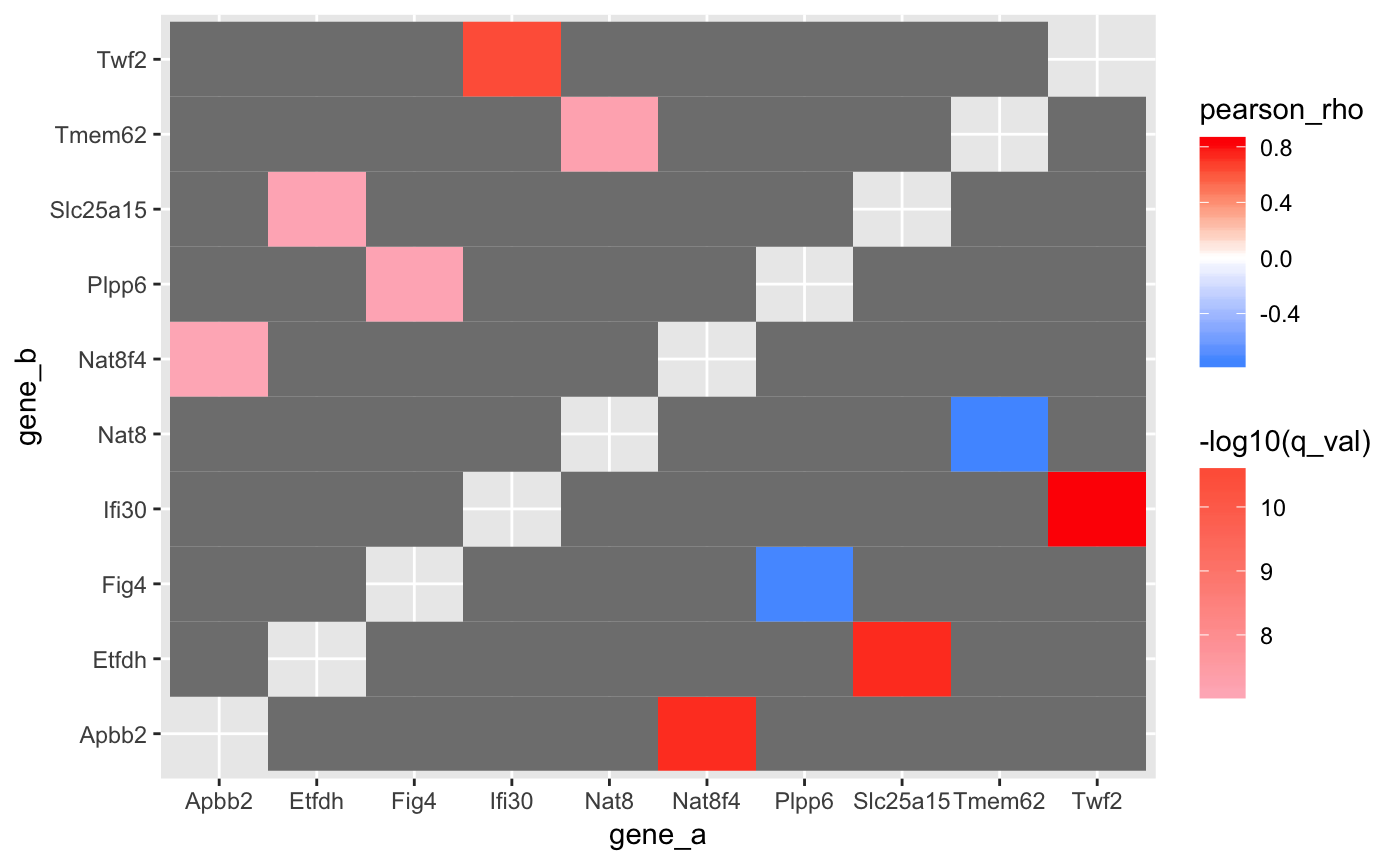 Twf2
Tmem62
Slc25a15
Plpp6
Nat8f4
Nat8
Ifi30
Fig4
Etfdh
Apbb2
gene_b
Apbb2 Etfdh Fig4 Ifi30 Nat8 Nat8f4 Plpp6 Slc25a15 Tmem62 Twf2
gene_a
pearson_rho
0.8
0.4
0.0
-0.4
-log10(q_val)
10
9
8